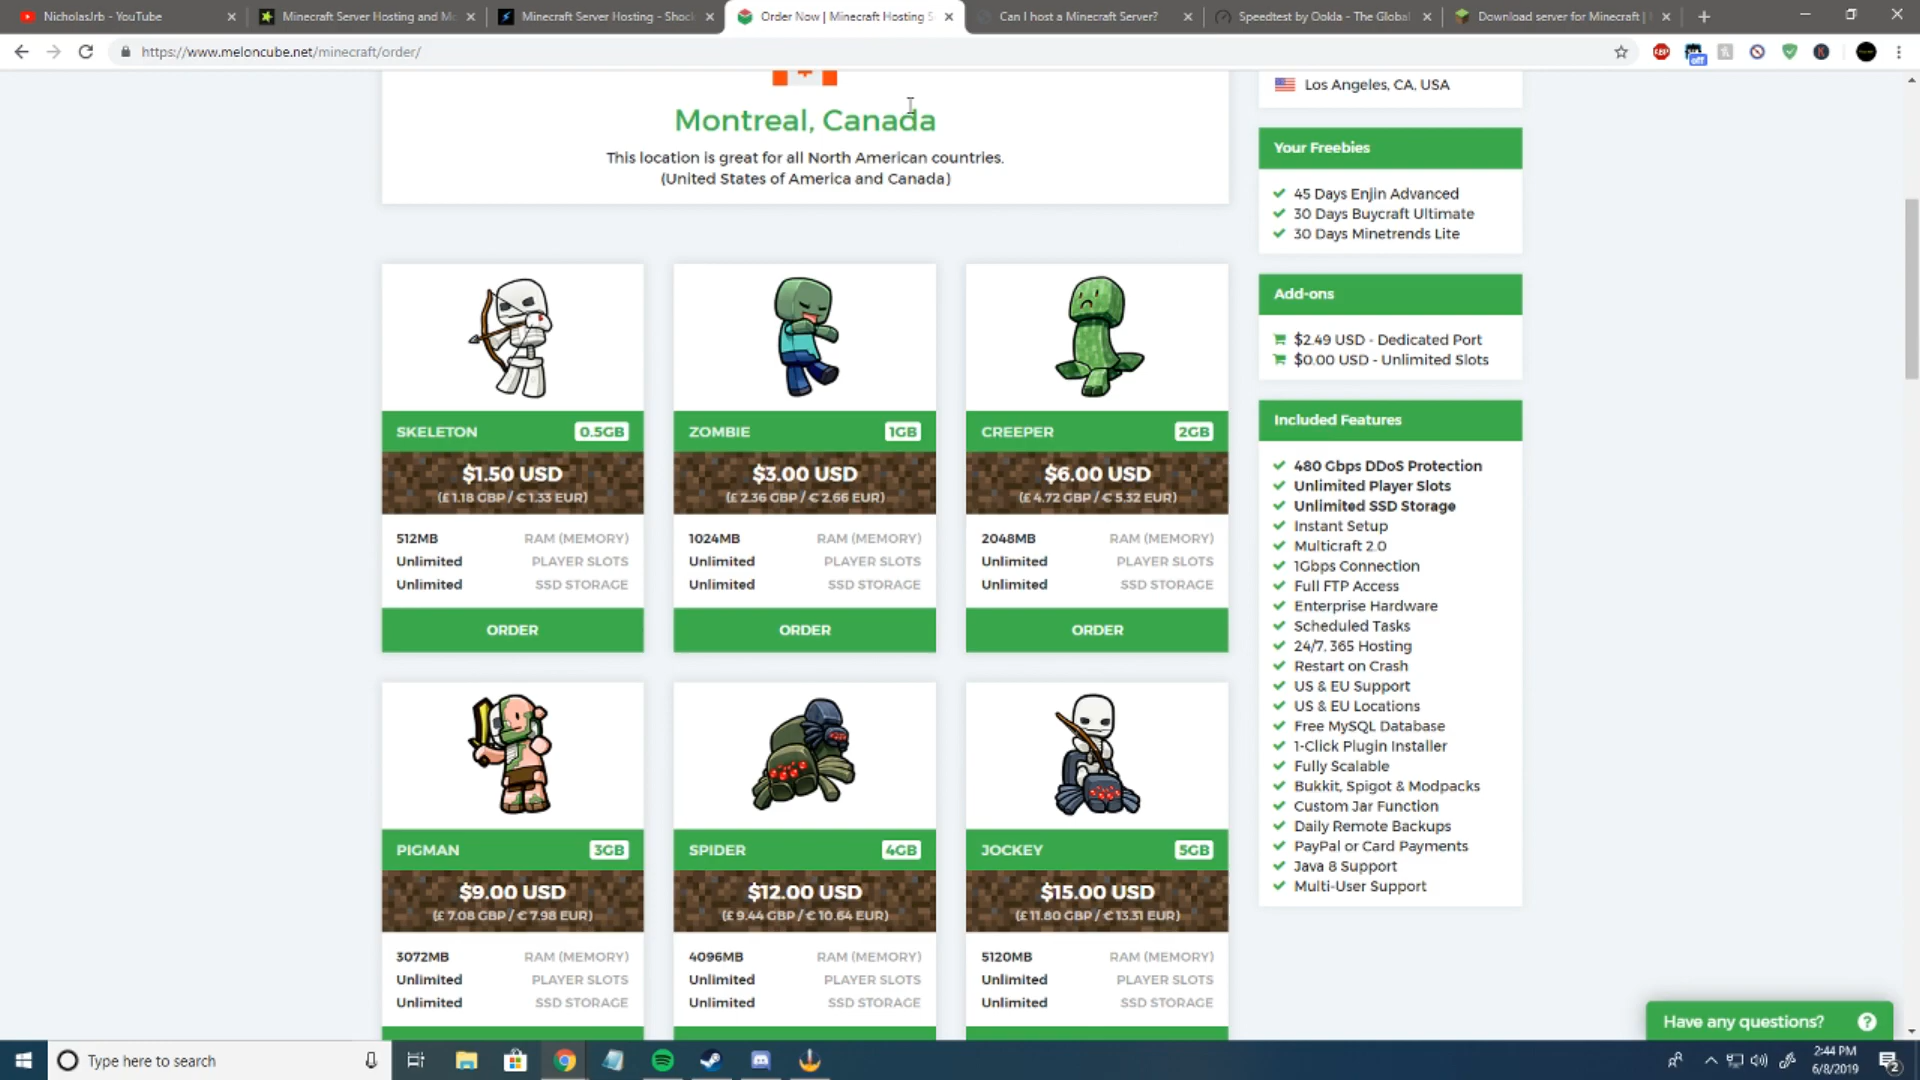 NicholasJrb - YouTube
Minecraft Server Hosting and Mo
Minecraft Server Hosting - Shock
Order Now | Minecraft Hosting S
Can I host a Minecraft Server?
Speedtest by Ookla - The Global
Download server for Minecraft |
https://www.meloncube.net/minecraft/order/
ABP
off
Montreal, Canada
This location is great for all North American countries.
(United States of America and Canada)
SKELETON 0.5GB
$1.50 USD
(£ 1.18 GBP / € 1.33 EUR)
512MB RAM (MEMORY)
Unlimited PLAYER SLOTS
Unlimited SSD STORAGE
ORDER
ZOMBIE 1GB
$3.00 USD
(£ 2.36 GBP / € 2.66 EUR)
1024MB RAM (MEMORY)
Unlimited PLAYER SLOTS
Unlimited SSD STORAGE
ORDER
CREEPER 2GB
$6.00 USD
(£ 4.72 GBP / € 5.32 EUR)
2048MB RAM (MEMORY)
Unlimited PLAYER SLOTS
Unlimited SSD STORAGE
ORDER
PIGMAN 3GB
$9.00 USD
(£ 7.08 GBP / € 7.98 EUR)
3072MB RAM (MEMORY)
Unlimited PLAYER SLOTS
Unlimited SSD STORAGE
SPIDER 4GB
$12.00 USD
(£ 9.44 GBP / € 10.64 EUR)
4096MB RAM (MEMORY)
Unlimited PLAYER SLOTS
Unlimited SSD STORAGE
JOCKEY 5GB
$15.00 USD
(£ 11.80 GBP / € 13.31 EUR)
5120MB RAM (MEMORY)
Unlimited PLAYER SLOTS
Unlimited SSD STORAGE
Los Angeles, CA, USA
Your Freebies
45 Days Enjin Advanced
30 Days Buycraft Ultimate
30 Days Minetrends Lite
Add-ons
$2.49 USD - Dedicated Port
$0.00 USD - Unlimited Slots
Included Features
480 Gbps DDoS Protection
Unlimited Player Slots
Unlimited SSD Storage
Instant Setup
Multicraft 2.0
1Gbps Connection
Full FTP Access
Enterprise Hardware
Scheduled Tasks
24/7, 365 Hosting
Restart on Crash
US & EU Support
US & EU Locations
Free MySQL Database
1-Click Plugin Installer
Fully Scalable
Bukkit, Spigot & Modpacks
Custom Jar Function
Daily Remote Backups
PayPal or Card Payments
Java 8 Support
Multi-User Support
Have any questions? ?
Type here to search
2:44 PM
6/8/2019
2